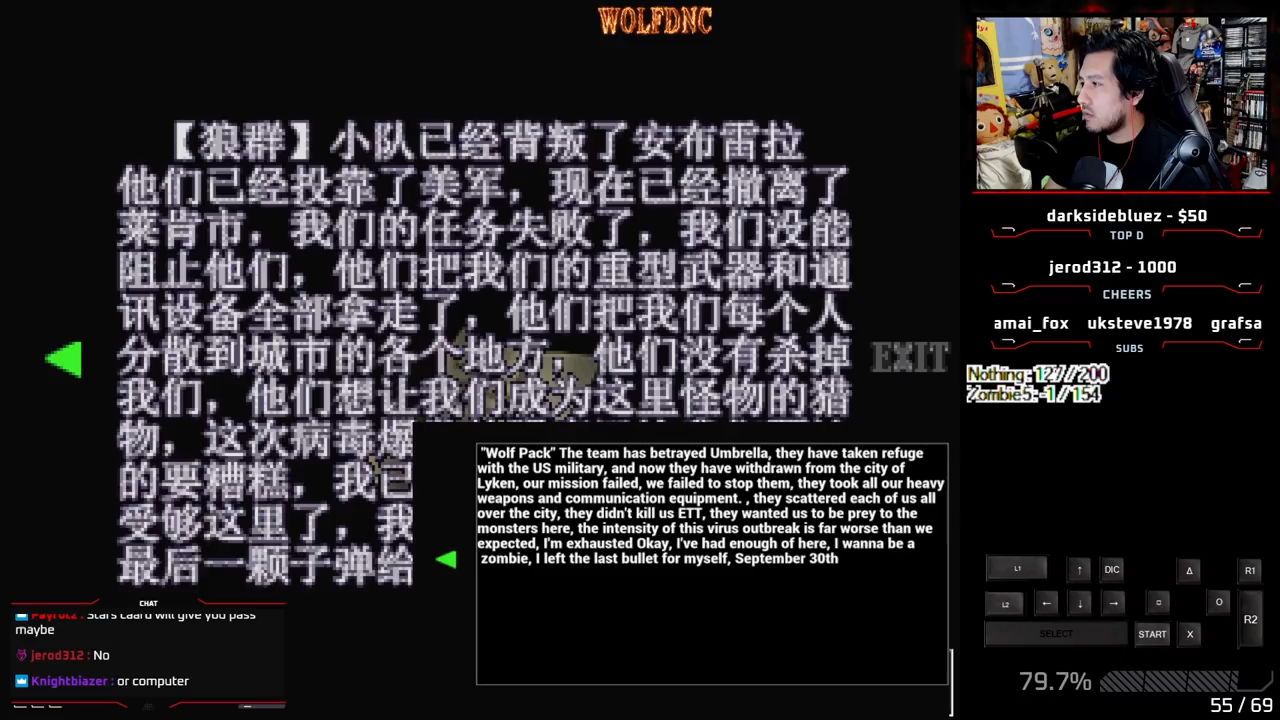 WOLFDNC
【狼群】小队已经背叛了安布雷拉
他们已经投靠了美军，现在已经撤离了
莱肯市，我们的任务失败了，我们没能
阻止他们，他们把我们的重型武器和通
讯设备全部拿走了，他们把我们每个人
分散到城市的各个地方，他们没有杀掉
我们，他们想让我们成为这里怪物的猎
物，这次病毒爆
的要糟糕，我已
受够这里了，我
最后一颗子弹给
EXIT
"Wolf Pack" The team has betrayed Umbrella, they have taken refuge
with the US military, and now they have withdrawn from the city of
Lyken, our mission failed, we failed to stop them, they took all our heavy
weapons and communication equipment. , they scattered each of us all
over the city, they didn't kill us ETT, they wanted us to be prey to the
monsters here, the intensity of this virus outbreak is far worse than we
expected, I'm exhausted Okay, I've had enough of here, I wanna be a
zombie, I left the last bullet for myself, September 30th
CHAT
Stars caard will give you pass
maybe
jerod312 : No
Knightblazer : or computer
darksidebluez - $50
TOP D
jerod312 - 1000
CHEERS
amai_fox uksteve1978 grafsa
SUBS
Nothing: 127/200
Zombie5: -1/154
L1 ↑ DIC Δ R1
L2 ← ↓ → □ O R2
SELECT START X
79.7%
55 / 69